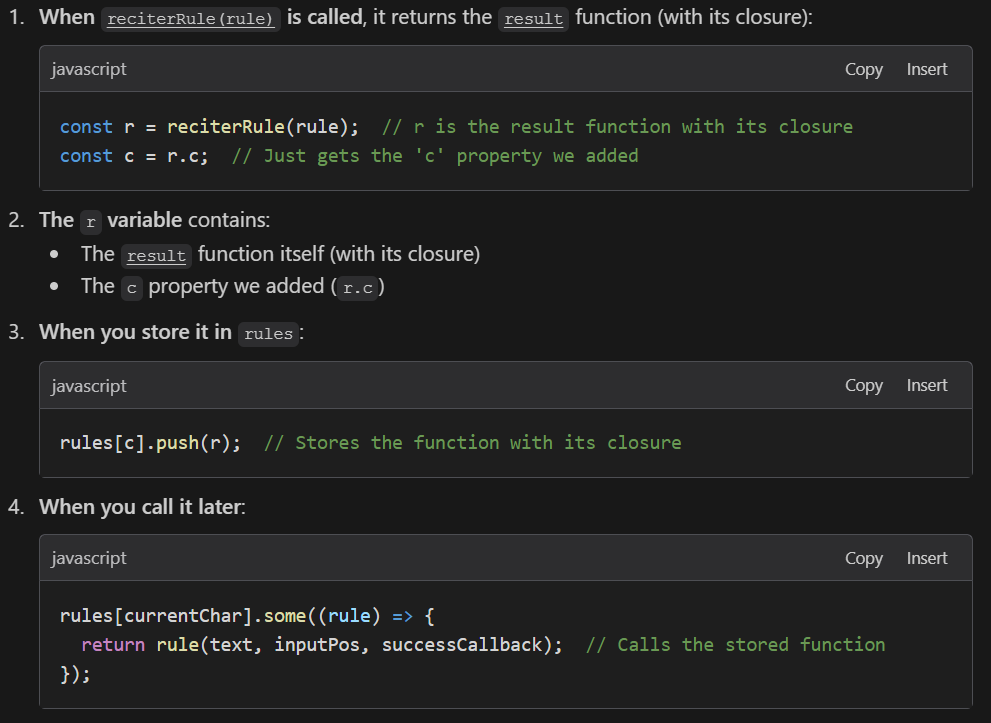 1. When reciterRule(rule) is called, it returns the result function (with its closure):
javascript Copy Insert
const r = reciterRule(rule);  // r is the result function with its closure
const c = r.c;  // Just gets the 'c' property we added
2. The r variable contains:
• The result function itself (with its closure)
• The c property we added (r.c)
3. When you store it in rules:
javascript Copy Insert
rules[c].push(r);  // Stores the function with its closure
4. When you call it later:
javascript Copy Insert
rules[currentChar].some((rule) => {
  return rule(text, inputPos, successCallback);  // Calls the stored function
});